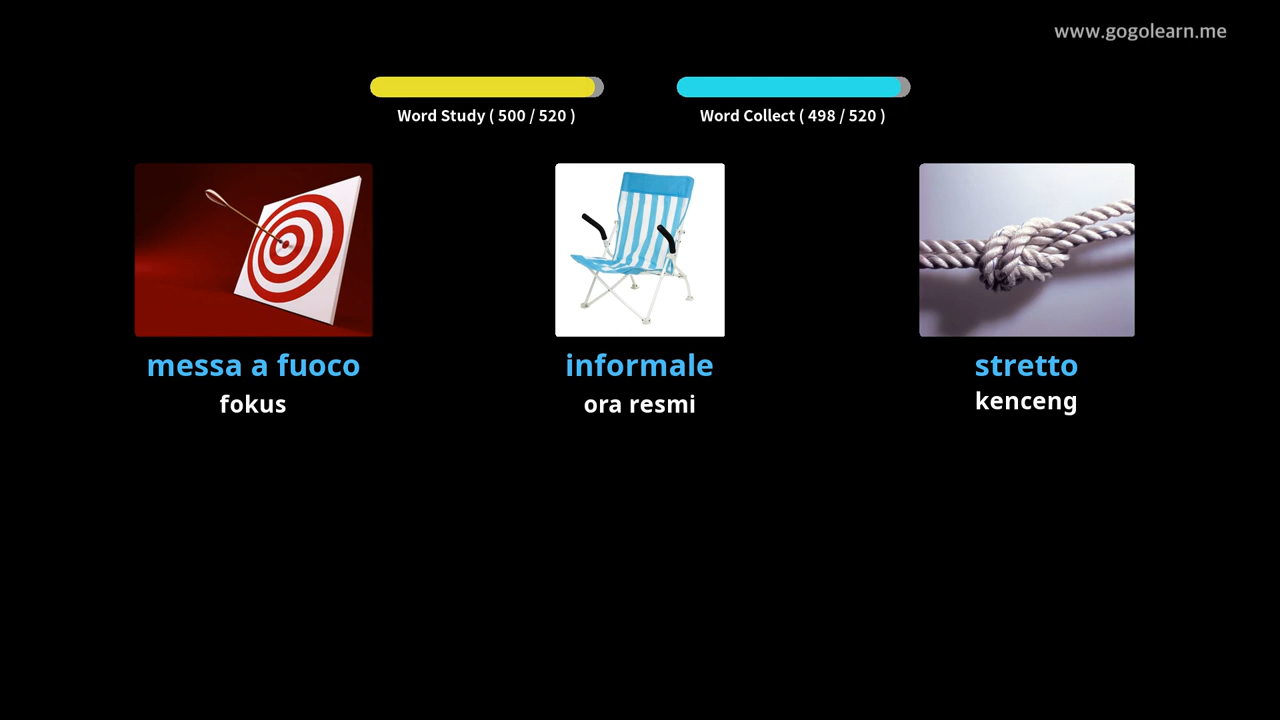 www.gogolearn.me
Word Study ( 500 / 520 )
Word Collect ( 498 / 520 )
messa a fuoco
informale
stretto
fokus
ora resmi
kenceng